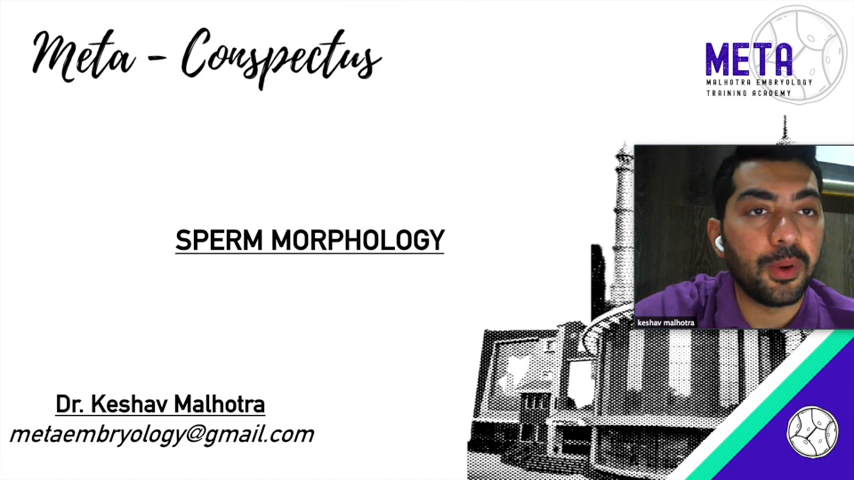 Meta - Conspectus
META
MALHOTRA EMBRYOLOGY
TRAINING ACADEMY
SPERM MORPHOLOGY
keshav malhotra
Dr. Keshav Malhotra
metaembryology@gmail.com